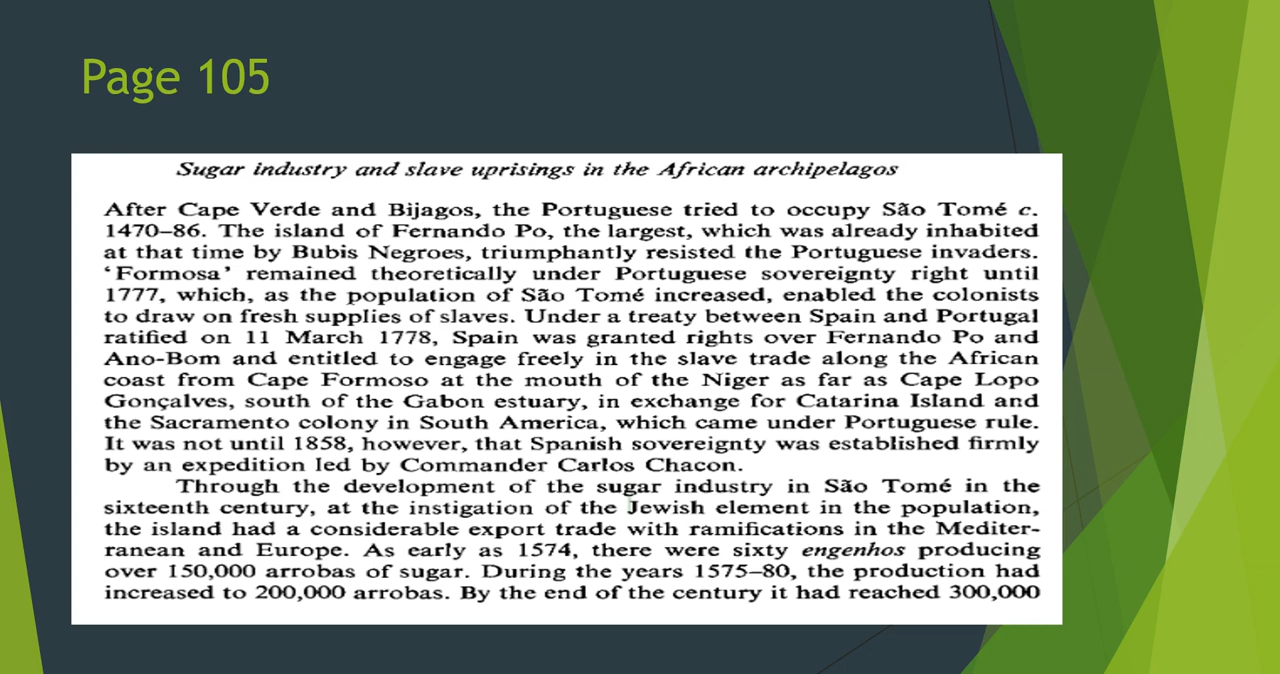 Page 105
Sugar industry and slave uprisings in the African archipelagos
After Cape Verde and Bijagos, the Portuguese tried to occupy São Tomé c.
1470–86. The island of Fernando Po, the largest, which was already inhabited
at that time by Bubis Negroes, triumphantly resisted the Portuguese invaders.
‘Formosa’ remained theoretically under Portuguese sovereignty right until
1777, which, as the population of São Tomé increased, enabled the colonists
to draw on fresh supplies of slaves. Under a treaty between Spain and Portugal
ratified on 11 March 1778, Spain was granted rights over Fernando Po and
Ano-Bom and entitled to engage freely in the slave trade along the African
coast from Cape Formoso at the mouth of the Niger as far as Cape Lopo
Gonçalves, south of the Gabon estuary, in exchange for Catarina Island and
the Sacramento colony in South America, which came under Portuguese rule.
It was not until 1858, however, that Spanish sovereignty was established firmly
by an expedition led by Commander Carlos Chacon.
Through the development of the sugar industry in São Tomé in the
sixteenth century, at the instigation of the Jewish element in the population,
the island had a considerable export trade with ramifications in the Mediter-
ranean and Europe. As early as 1574, there were sixty engenhos producing
over 150,000 arrobas of sugar. During the years 1575–80, the production had
increased to 200,000 arrobas. By the end of the century it had reached 300,000